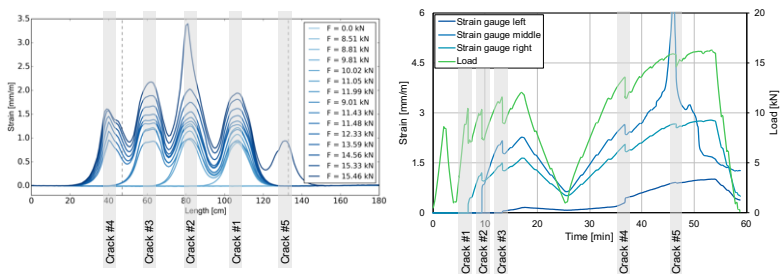 3.5
3.0
2.5
2.0
1.5
1.0
0.5
0.0
Strain [mm/m]
0
20
40
60
80
100
120
140
160
180
Length [cm]
F = 0.0 kN
F = 8.51 kN
F = 8.81 kN
F = 9.81 kN
F = 10.02 kN
F = 11.05 kN
F = 11.99 kN
F = 9.01 kN
F = 11.43 kN
F = 11.48 kN
F = 12.33 kN
F = 13.59 kN
F = 14.56 kN
F = 15.33 kN
F = 15.46 kN
Crack #4
Crack #3
Crack #2
Crack #1
Crack #5
6
4.5
3
1.5
0
Strain [mm/m]
Strain gauge left
Strain gauge middle
Strain gauge right
Load
20
15
10
5
0
Load [kN]
0
10
20
30
40
50
60
Time [min]
Crack #1
Crack #2
Crack #3
Crack #4
Crack #5